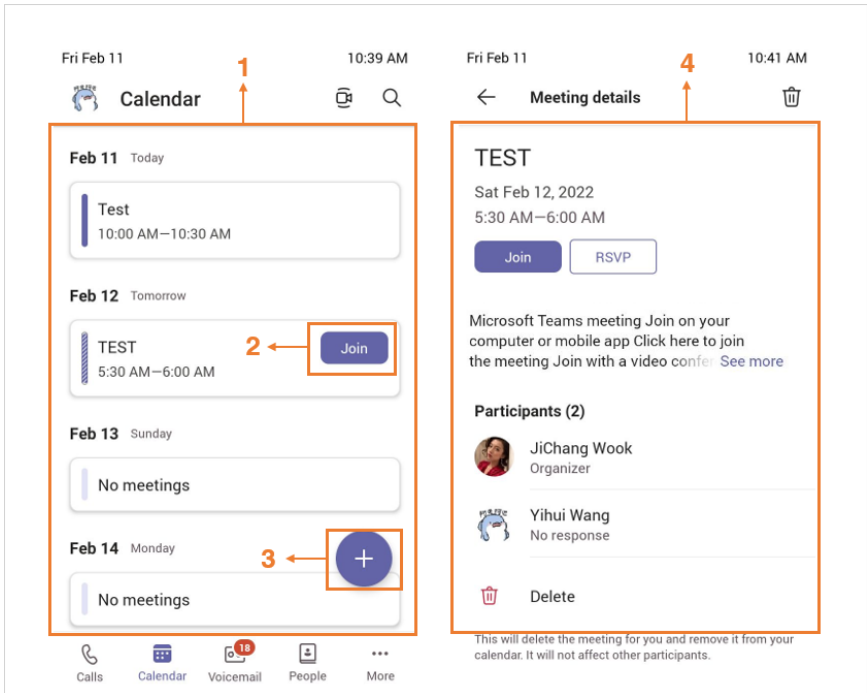 Fri Feb 11
10:39 AM
1
Calendar
Feb 11 Today
Test
10:00 AM—10:30 AM
Feb 12 Tomorrow
TEST
5:30 AM—6:00 AM
2
Join
Feb 13 Sunday
No meetings
Feb 14 Monday
3
+
No meetings
Calls
Calendar
18
Voicemail
People
More
Fri Feb 11
10:41 AM
4
Meeting details
TEST
Sat Feb 12, 2022
5:30 AM—6:00 AM
Join
RSVP
Microsoft Teams meeting Join on your
computer or mobile app Click here to join
the meeting Join with a video confer See more
Participants (2)
JiChang Wook
Organizer
Yihui Wang
No response
Delete
This will delete the meeting for you and remove it from your
calendar. It will not affect other participants.